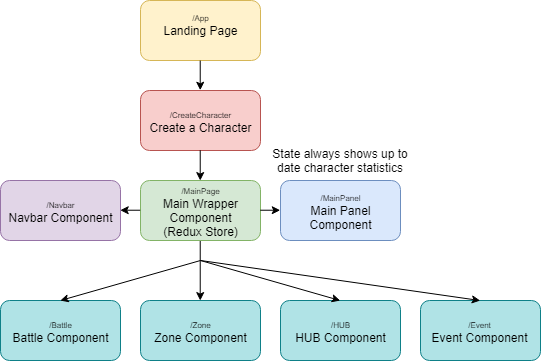 /App
Landing Page
/CreateCharacter
Create a Character
State always shows up to
date character statistics
/Navbar
Navbar Component
/MainPage
Main Wrapper
Component
(Redux Store)
/MainPanel
Main Panel
Component
/Battle
Battle Component
/Zone
Zone Component
/HUB
HUB Component
/Event
Event Component